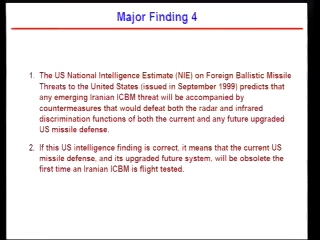 Major Finding 4
1. The US National Intelligence Estimate (NIE) on Foreign Ballistic Missile
Threats to the United States (issued in September 1999) predicts that
any emerging Iranian ICBM threat will be accompanied by
countermeasures that would defeat both the radar and infrared
discrimination functions of both the current and any future upgraded
US missile defense.
2. If this US intelligence finding is correct, it means that the current US
missile defense, and its upgraded future system, will be obsolete the
first time an Iranian ICBM is flight tested.